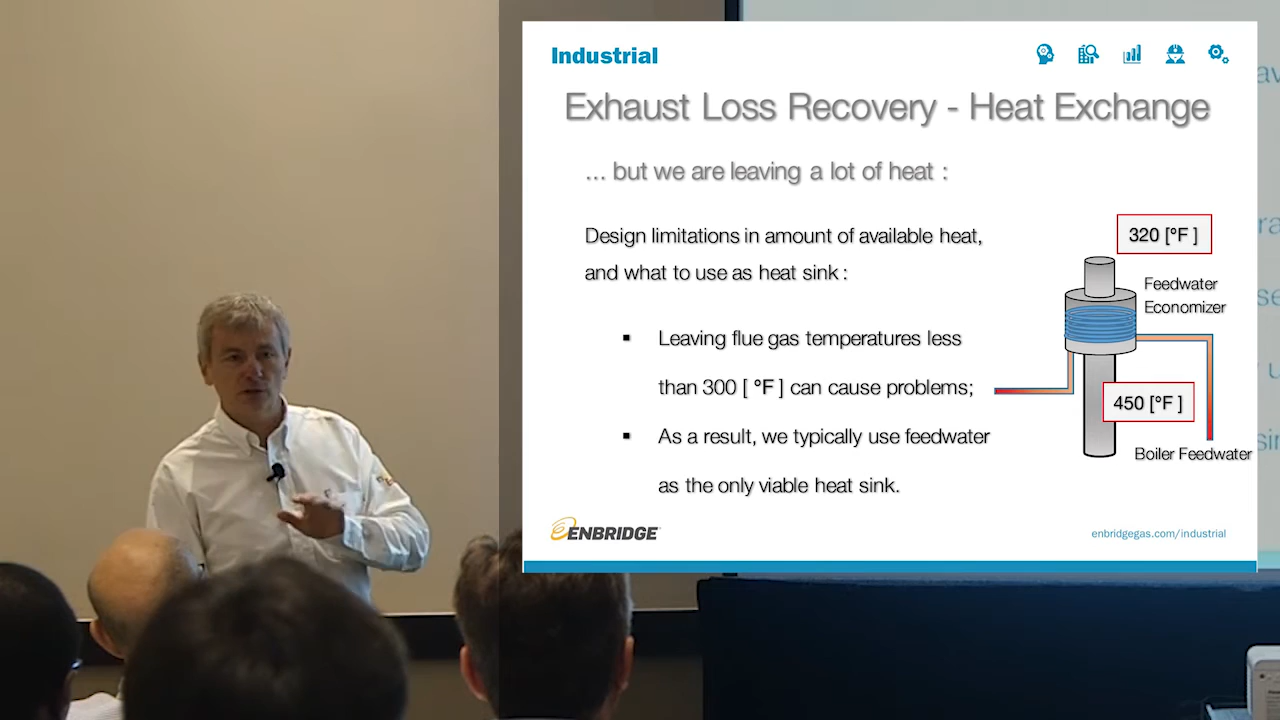 Industrial
Exhaust Loss Recovery - Heat Exchange
... but we are leaving a lot of heat :
Design limitations in amount of available heat,
and what to use as heat sink :
▪ Leaving flue gas temperatures less
than 300 [ °F ] can cause problems;
▪ As a result, we typically use feedwater
as the only viable heat sink.
320 [°F ]
Feedwater
Economizer
450 [°F ]
Boiler Feedwater
ENBRIDGE
enbridgegas.com/industrial